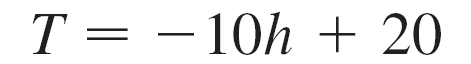 T = −10h + 20